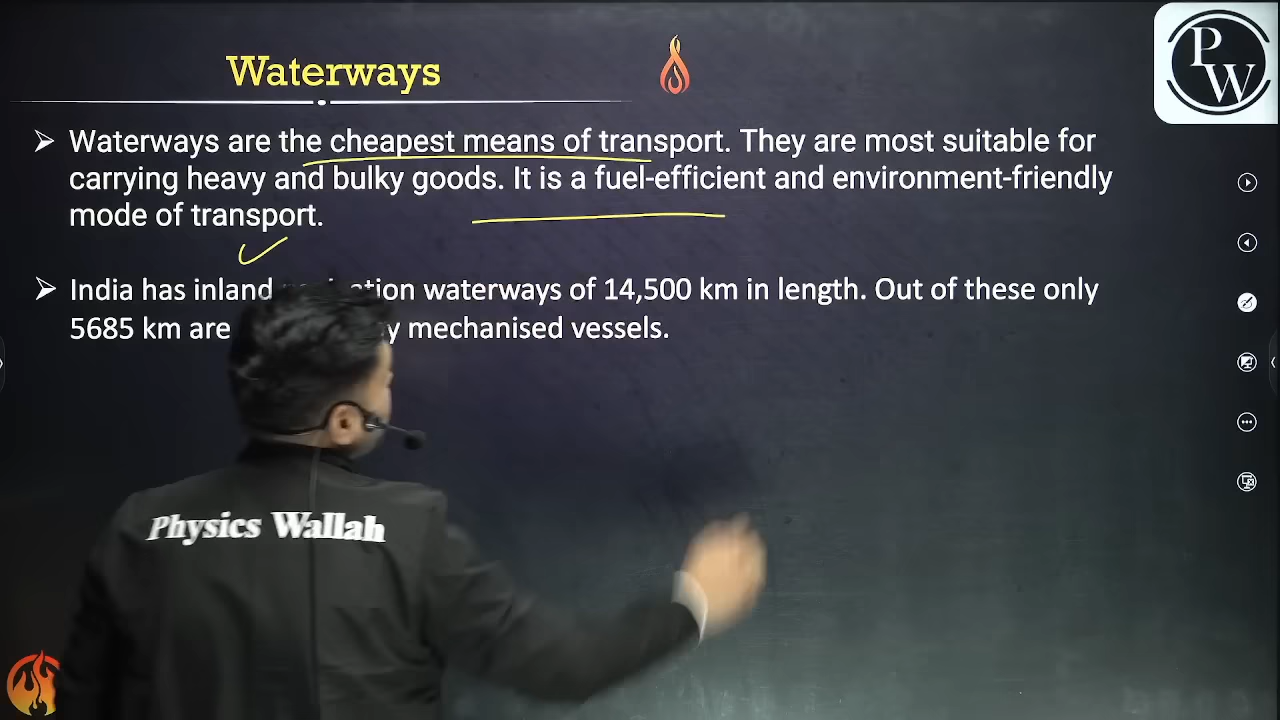 Waterways
Waterways are the cheapest means of transport. They are most suitable for
carrying heavy and bulky goods. It is a fuel-efficient and environment-friendly
mode of transport.
India has inland waterways of 14,500 km in length. Out of these only
5685 km are mechanised vessels.
Physics Wallah
P
W